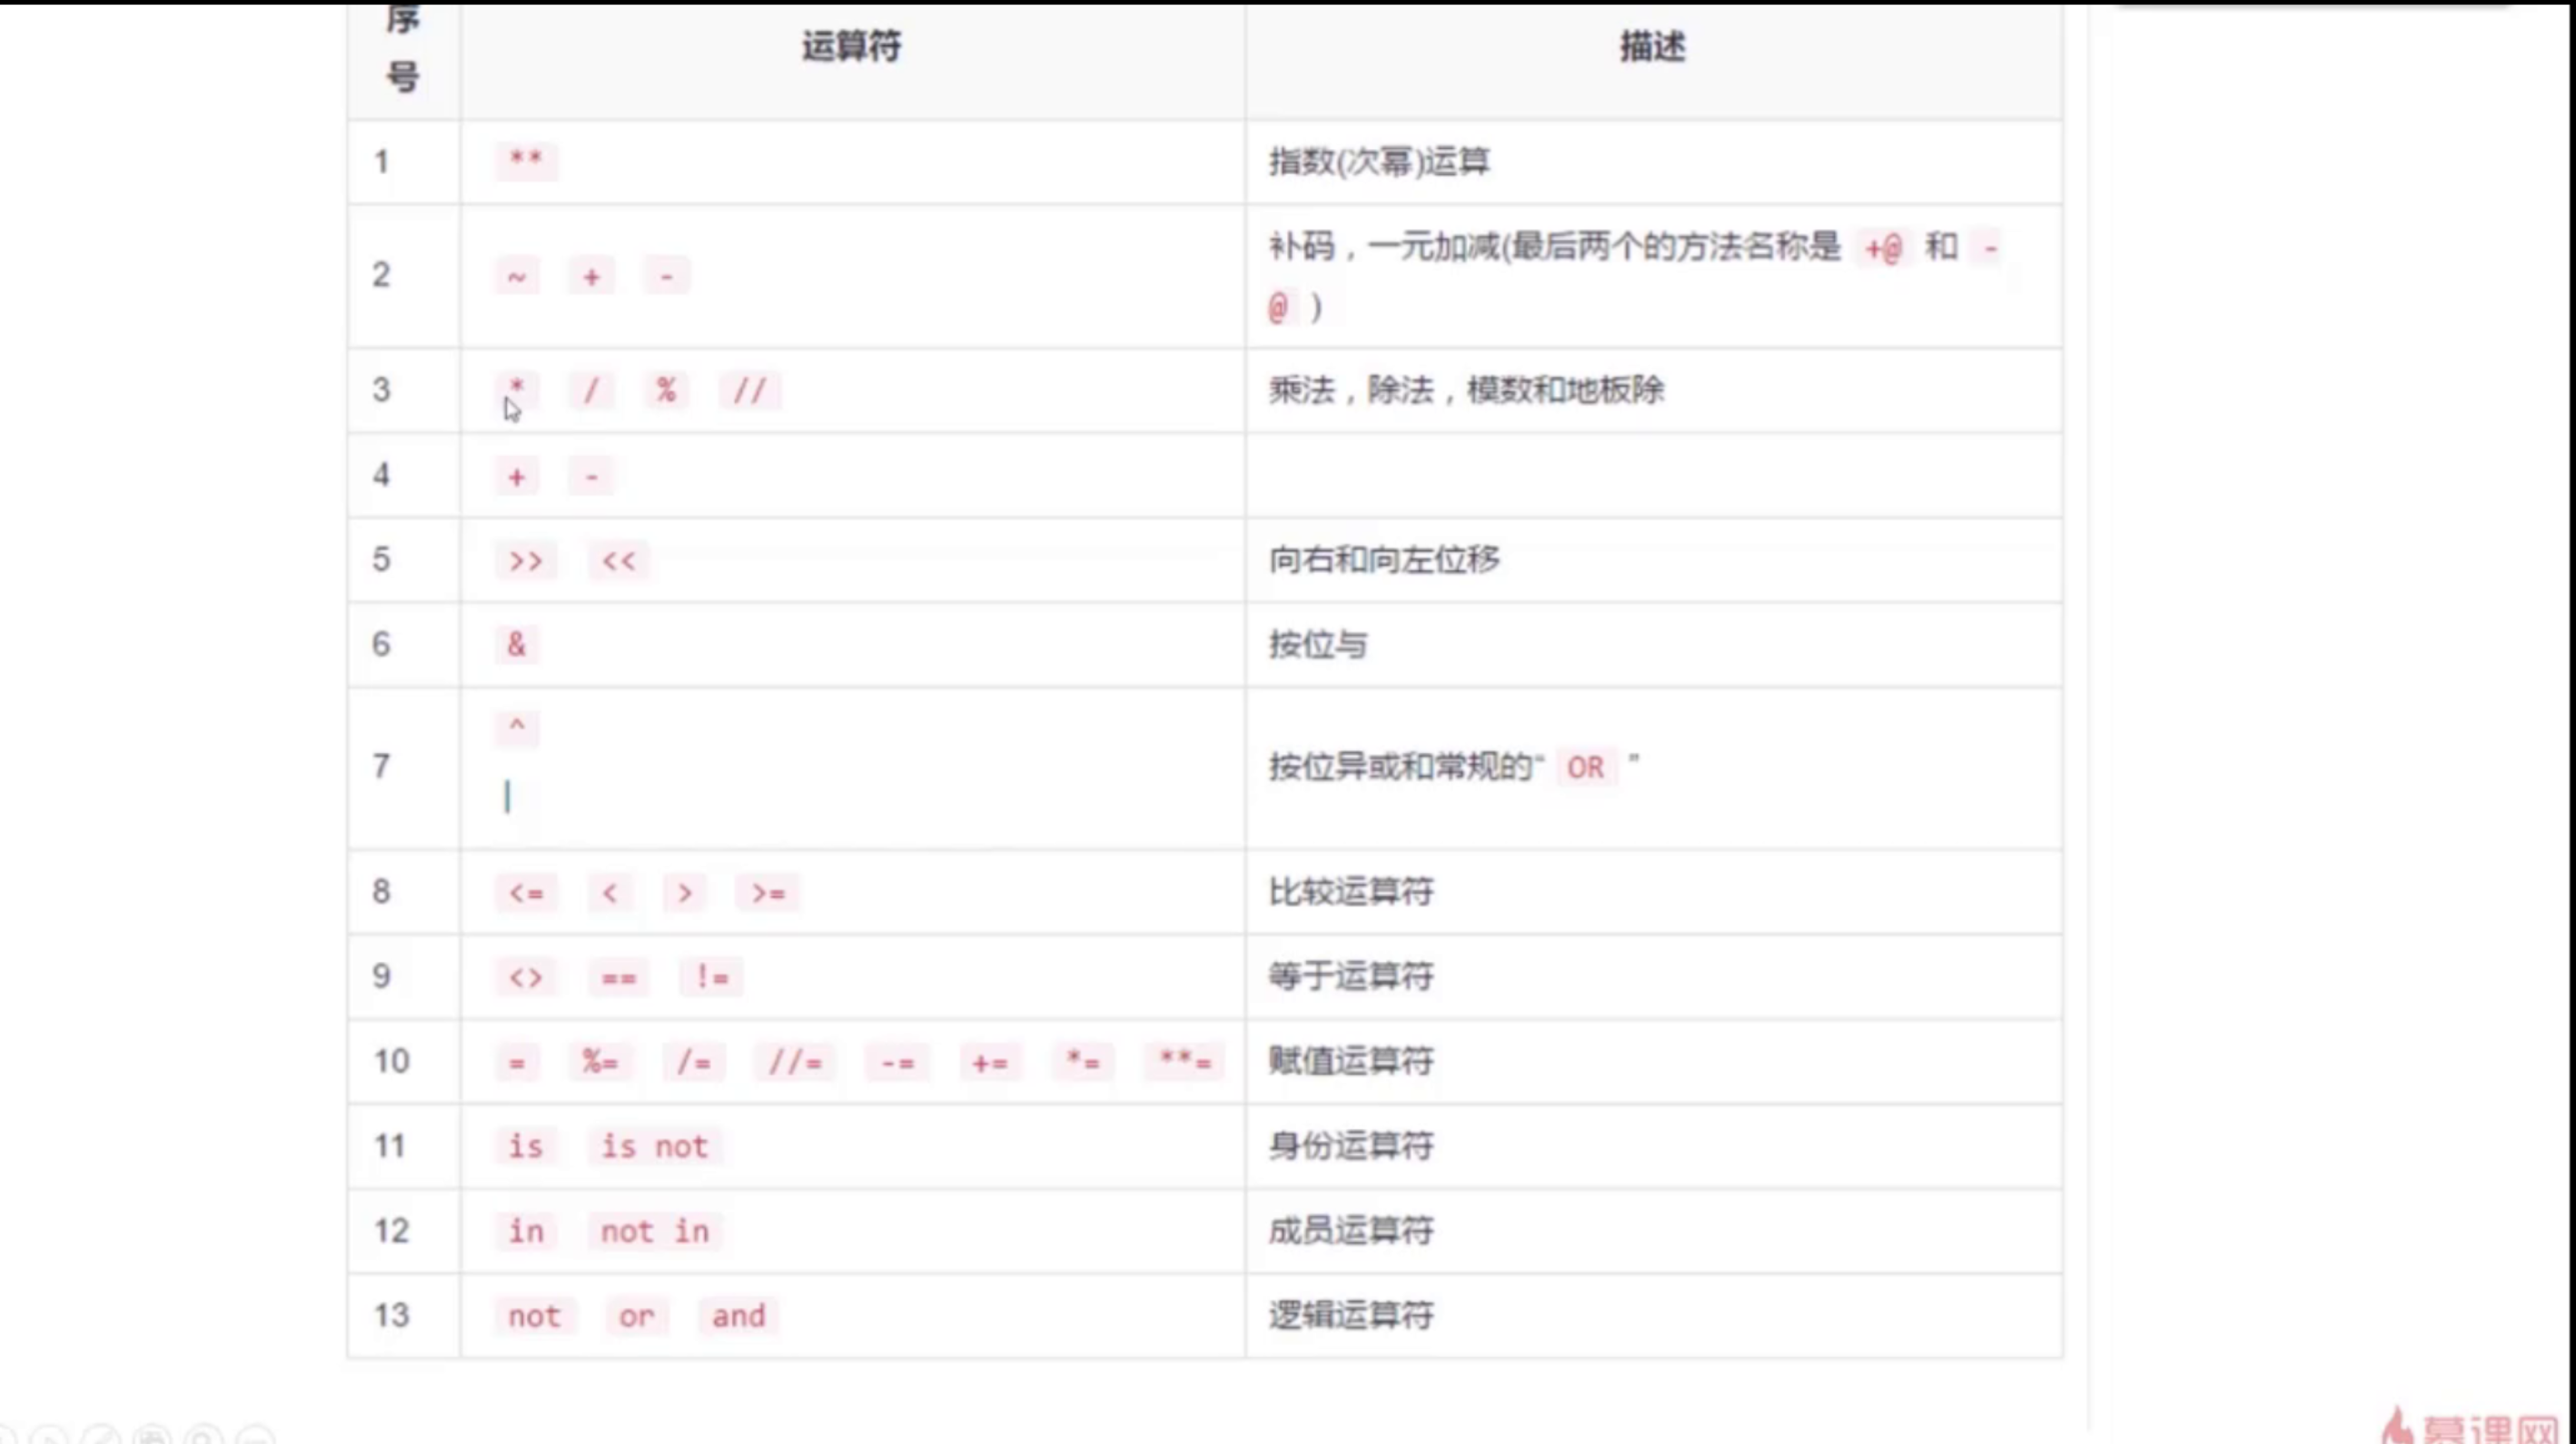 序号 运算符 描述
1 ** 指数(次幂)运算
2 ~ + - 补码，一元加减(最后两个的方法名称是 +@ 和 -
@ )
3 * / % // 乘法，除法，模数和地板除
4 + -
5 >> << 向右和向左位移
6 & 按位与
7 ^ | 按位异或和常规的“ OR ”
8 <= < > >= 比较运算符
9 <> == != 等于运算符
10 = %= /= //= -= += *= **= 赋值运算符
11 is is not 身份运算符
12 in not in 成员运算符
13 not or and 逻辑运算符
慕课网